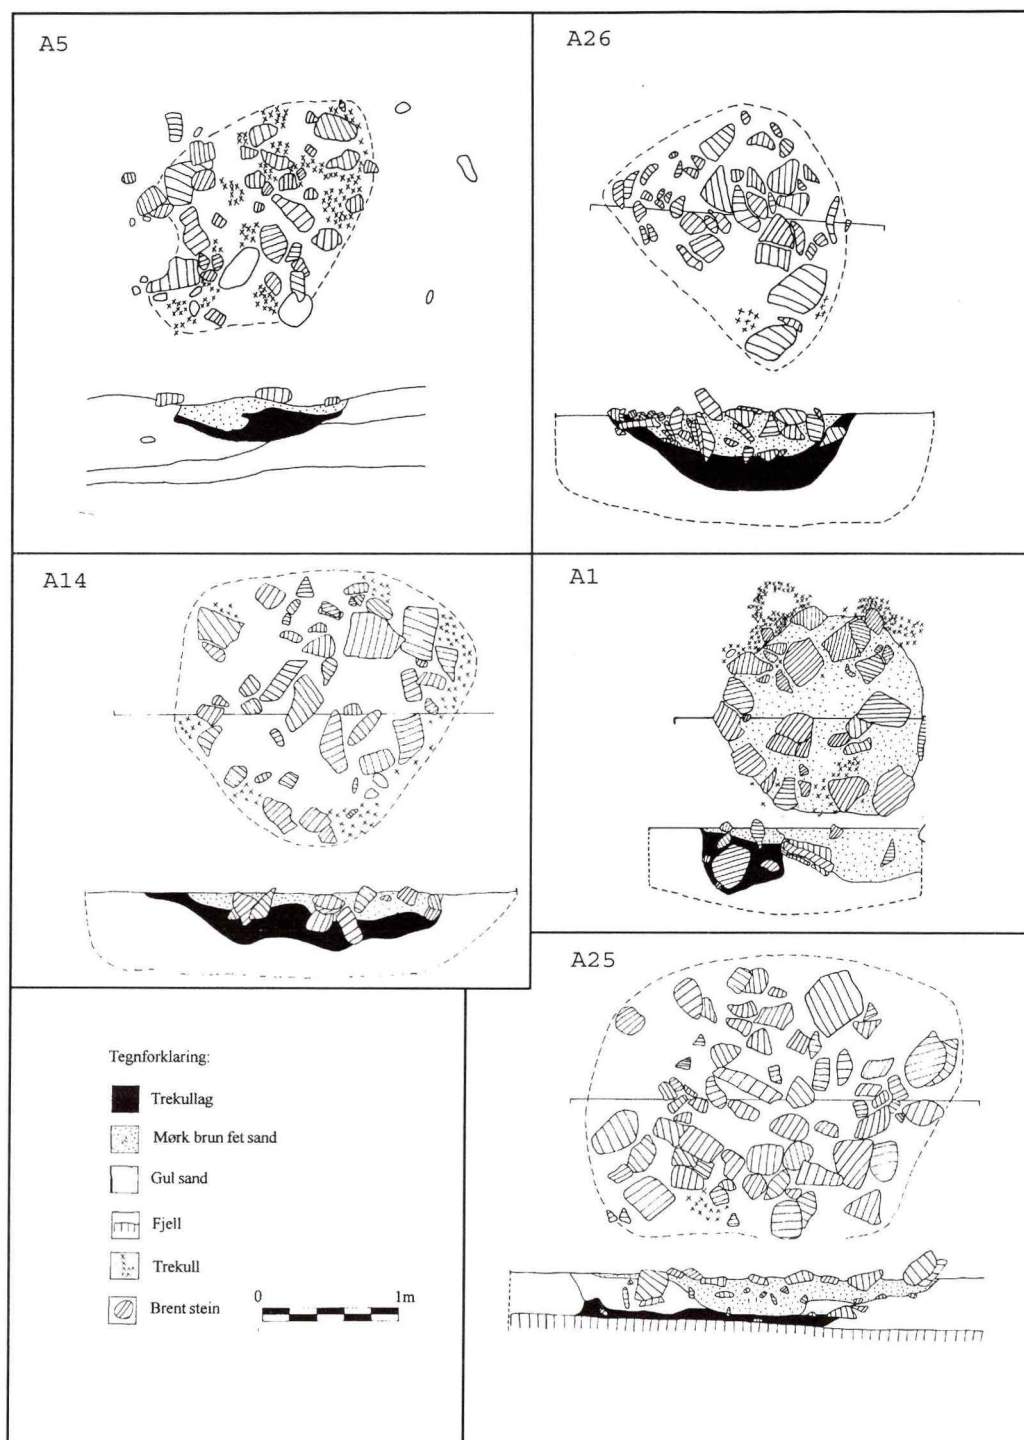 A5
A26
A14
A1
A25
Tegnforklaring:
Trekullag
Mørk brun fet sand
Gul sand
Fjell
Trekull
Brent stein
0 1m